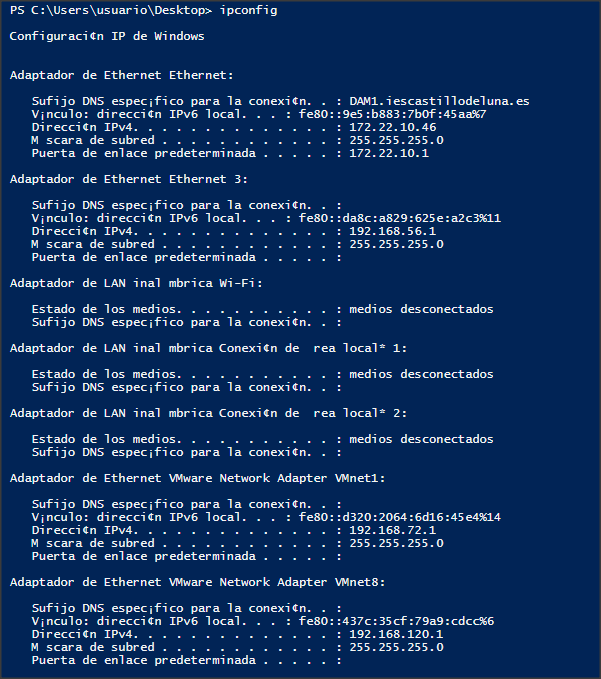 PS C:\Users\usuario\Desktop> ipconfig
Configuraci¢n IP de Windows
Adaptador de Ethernet Ethernet:
Sufijo DNS espec¡fico para la conexi¢n. . : DAM1.iescastillodeluna.es
V¡nculo: direcci¢n IPv6 local. . . : fe80::9e5:b883:7b0f:45aa%7
Direcci¢n IPv4. . . . . . . . . . . . . . : 172.22.10.46
M scara de subred . . . . . . . . . . . . : 255.255.255.0
Puerta de enlace predeterminada . . . . . : 172.22.10.1
Adaptador de Ethernet Ethernet 3:
Sufijo DNS espec¡fico para la conexi¢n. . :
V¡nculo: direcci¢n IPv6 local. . . : fe80::da8c:a829:625e:a2c3%11
Direcci¢n IPv4. . . . . . . . . . . . . . : 192.168.56.1
M scara de subred . . . . . . . . . . . . : 255.255.255.0
Puerta de enlace predeterminada . . . . . :
Adaptador de LAN inal mbrica Wi-Fi:
Estado de los medios. . . . . . . . . . . : medios desconectados
Sufijo DNS espec¡fico para la conexi¢n. . :
Adaptador de LAN inal mbrica Conexi¢n de  rea local* 1:
Estado de los medios. . . . . . . . . . . : medios desconectados
Sufijo DNS espec¡fico para la conexi¢n. . :
Adaptador de LAN inal mbrica Conexi¢n de  rea local* 2:
Estado de los medios. . . . . . . . . . . : medios desconectados
Sufijo DNS espec¡fico para la conexi¢n. . :
Adaptador de Ethernet VMware Network Adapter VMnet1:
Sufijo DNS espec¡fico para la conexi¢n. . :
V¡nculo: direcci¢n IPv6 local. . . : fe80::d320:2064:6d16:45e4%14
Direcci¢n IPv4. . . . . . . . . . . . . . : 192.168.72.1
M scara de subred . . . . . . . . . . . . : 255.255.255.0
Puerta de enlace predeterminada . . . . . :
Adaptador de Ethernet VMware Network Adapter VMnet8:
Sufijo DNS espec¡fico para la conexi¢n. . :
V¡nculo: direcci¢n IPv6 local. . . : fe80::437c:35cf:79a9:cdcc%6
Direcci¢n IPv4. . . . . . . . . . . . . . : 192.168.120.1
M scara de subred . . . . . . . . . . . . : 255.255.255.0
Puerta de enlace predeterminada . . . . . :